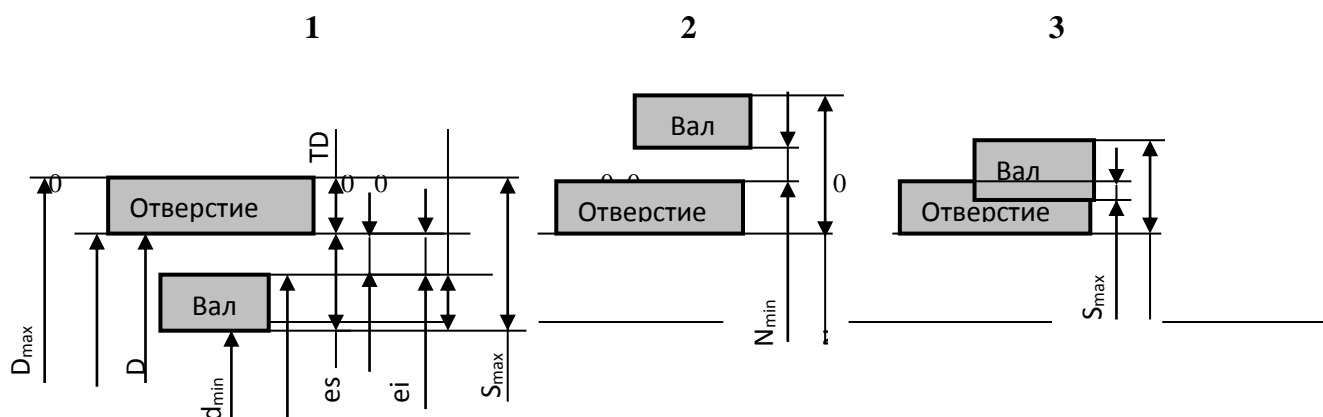 1 2 3
Вал
TD
Вал
0 0 0 0 0 0
Отверстие Отверстие Отверстие
Вал
Dmax D dmin es ei Smax Nmin Smax